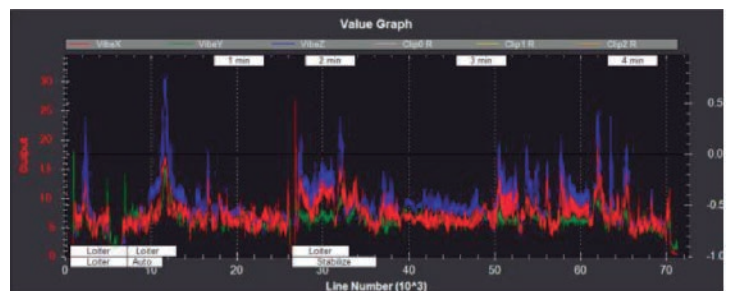 Value Graph
VibeX VibeY VibeZ Clip0 R Clip1 R Clip2 R
1 min 2 min 3 min 4 min
30
25
20
15
10
5
0
Output
0.5
0.0
-0.5
-1.0
Loiter Loiter Loiter
Loiter Auto Stabilize
0 10 20 30 40 50 60 70
Line Number (10^3)